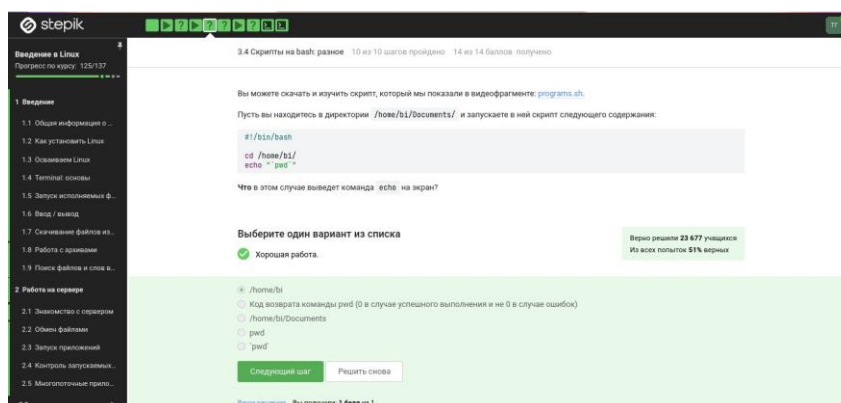 stepik
ТГ
Введение в Linux
Прогресс по курсу: 125/137
1 Введение
1.1 Общая информация о ...
1.2 Как установить Linux
1.3 Осваиваем Linux
1.4 Terminal: основы
1.5 Запуск исполняемых ф...
1.6 Ввод / вывод
1.7 Скачивание файлов из...
1.8 Работа с архивами
1.9 Поиск файлов и слов в...
2 Работа на сервере
2.1 Знакомство с сервером
2.2 Обмен файлами
2.3 Запуск приложений
2.4 Контроль запускаемых...
2.5 Многопоточные прило...
3.4 Скрипты на bash: разное 10 из 10 шагов пройдено 14 из 14 баллов получено
Вы можете скачать и изучить скрипт, который мы показали в видеофрагменте: programs.sh.
Пусть вы находитесь в директории /home/bi/Documents/ и запускаете в ней скрипт следующего содержания:
#!/bin/bash
cd /home/bi/
echo "`pwd`"
Что в этом случае выведет команда echo на экран?
Выберите один вариант из списка
Хорошая работа.
Верно решили 23 677 учащихся
Из всех попыток 51% верных
/home/bi
Код возврата команды pwd (0 в случае успешного выполнения и не 0 в случае ошибок)
/home/bi/Documents
pwd
`pwd`
Следующий шаг
Решить снова